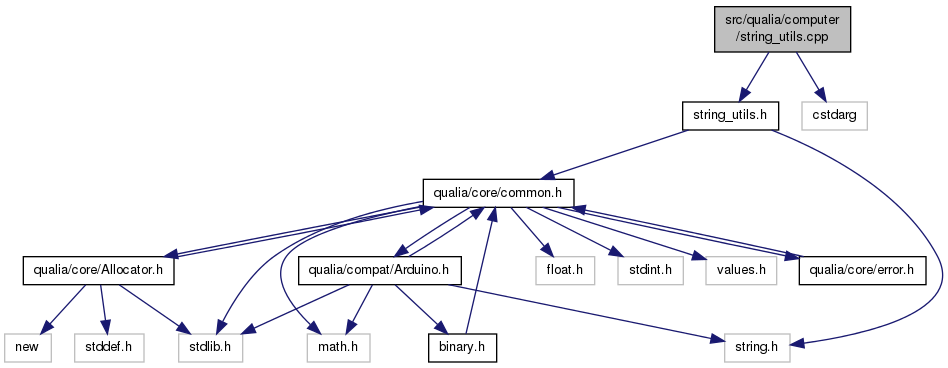 src/qualia/computer
/string_utils.cpp
string_utils.h
cstdarg
qualia/core/common.h
qualia/core/Allocator.h
qualia/compat/Arduino.h
float.h
stdint.h
values.h
qualia/core/error.h
new
stddef.h
stdlib.h
math.h
binary.h
string.h